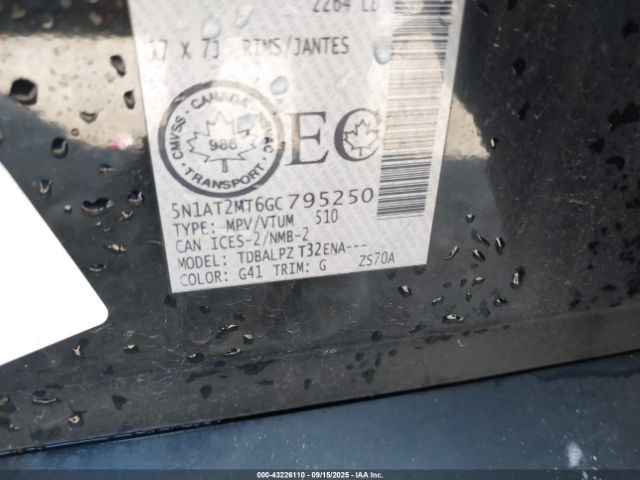 2264 LB
17 X 7J RIMS/JANTES
CMVSS · CANADA · NSVAC
986
TRANSPORT
EC
5N1AT2MT6GC795250
TYPE: MPV/VTUM 510
CAN ICES-2/NMB-2
MODEL: TDBALPZ T32ENA---
COLOR: G41 TRIM: G ZS70A
00-43226110 - 09/15/2025 - IAA Inc.